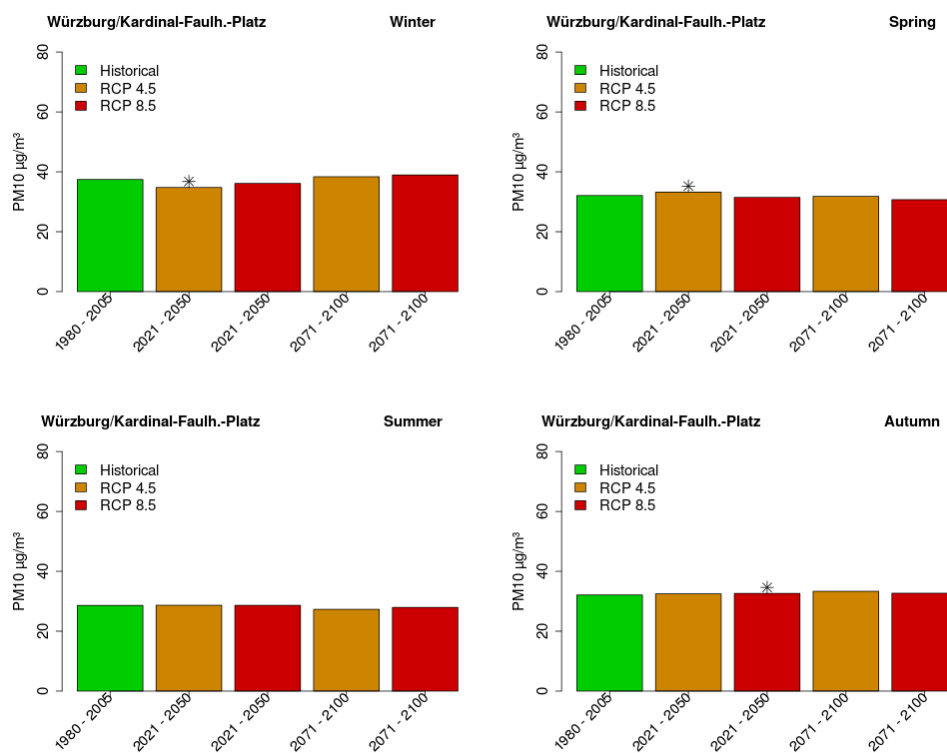 Würzburg/Kardinal-Faulh.-Platz Winter
80
60
40
20
0
PM10 µg/m³
Historical
RCP 4.5
RCP 8.5
*
1980 - 2005
2021 - 2050
2021 - 2050
2071 - 2100
2071 - 2100
Würzburg/Kardinal-Faulh.-Platz Spring
80
60
40
20
0
PM10 µg/m³
Historical
RCP 4.5
RCP 8.5
*
1980 - 2005
2021 - 2050
2021 - 2050
2071 - 2100
2071 - 2100
Würzburg/Kardinal-Faulh.-Platz Summer
80
60
40
20
0
PM10 µg/m³
Historical
RCP 4.5
RCP 8.5
1980 - 2005
2021 - 2050
2021 - 2050
2071 - 2100
2071 - 2100
Würzburg/Kardinal-Faulh.-Platz Autumn
80
60
40
20
0
PM10 µg/m³
Historical
RCP 4.5
RCP 8.5
*
1980 - 2005
2021 - 2050
2021 - 2050
2071 - 2100
2071 - 2100